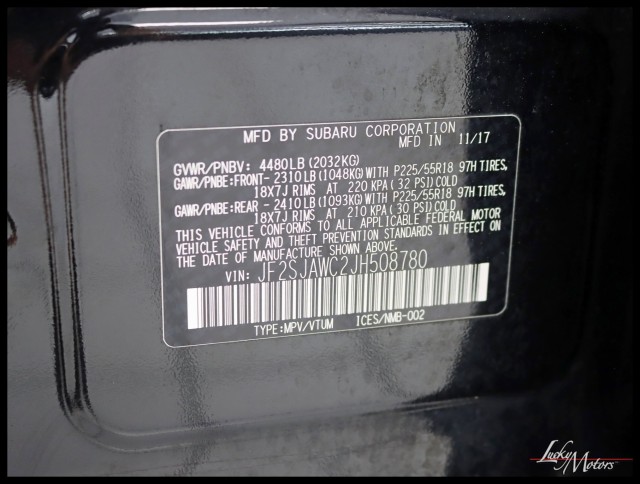 MFD BY SUBARU CORPORATION
MFD IN 11/17
GVWR/PNBV: 4480LB(2032KG)
GAWR/PNBE:FRONT- 2310LB(1048KG)WITH P225/55R18 97H TIRES,
18X7J RIMS AT 220 KPA(32 PSI)COLD
GAWR/PNBE:REAR - 2410LB(1093KG)WITH P225/55R18 97H TIRES,
18X7J RIMS AT 210 KPA(30 PSI)COLD
THIS VEHICLE CONFORMS TO ALL APPLICABLE FEDERAL MOTOR
VEHICLE SAFETY AND THEFT PREVENTION STANDARDS IN EFFECT ON
THE DATE OF MANUFACTURE SHOWN ABOVE.
VIN: JF2SJAWC2JH508780
TYPE:MPV/VTUM ICES/NMB-002
Lucky
Motors